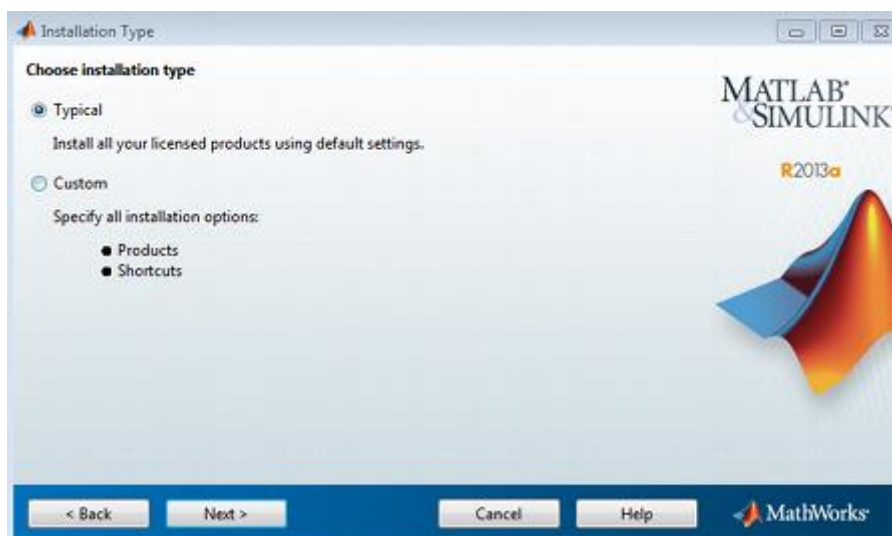 Installation Type
Choose installation type
Typical
Install all your licensed products using default settings.
Custom
Specify all installation options:
● Products
● Shortcuts
MATLAB®
&SIMULINK®
R2013a
< Back
Next >
Cancel
Help
MathWorks®